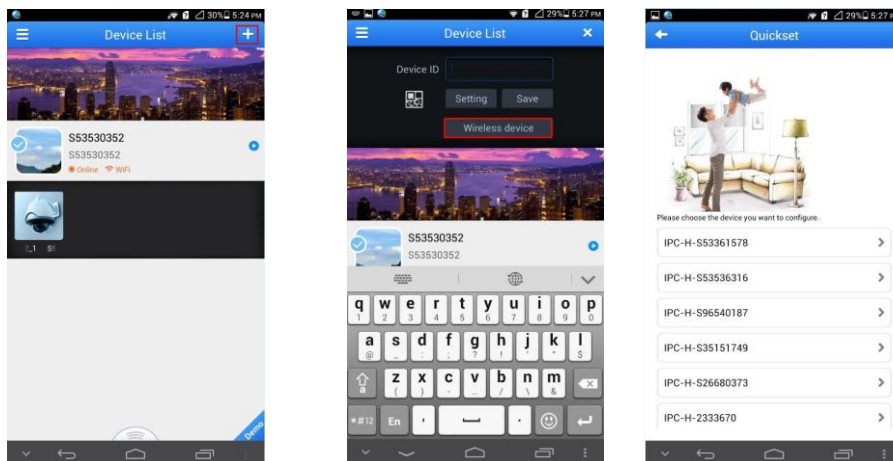 30% 5:24 PM
Device List
S53530352
S53530352
Online WiFi
Demo
29% 5:27 PM
Device List
Device ID
Setting Save
Wireless device
S53530352
S53530352
q w e r t y u i o p
1 2 3 4 5 6 7 8 9 0
a s d f g h j k l
z x c v b n m
*#12 En , .
29% 5:27 P
Quickset
Please choose the device you want to configure.
IPC-H-S53361578
IPC-H-S53536316
IPC-H-S96540187
IPC-H-S35151749
IPC-H-S26680373
IPC-H-2333670